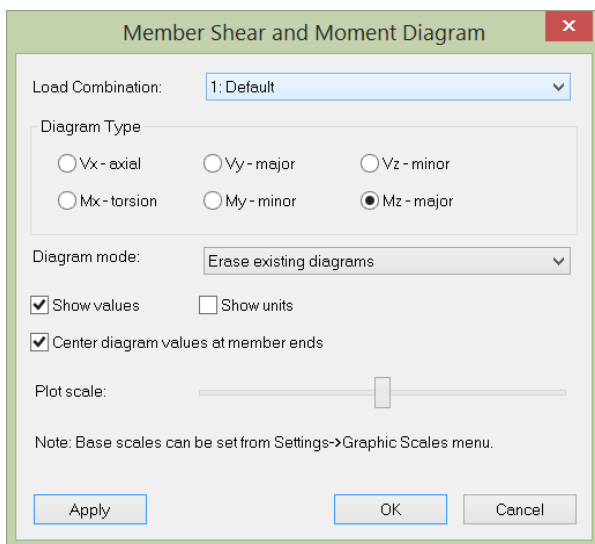 Member Shear and Moment Diagram
x
Load Combination: 1: Default
Diagram Type
Vx - axial Vy - major Vz - minor
Mx - torsion My - minor Mz - major
Diagram mode: Erase existing diagrams
Show values Show units
Center diagram values at member ends
Plot scale:
Note: Base scales can be set from Settings->Graphic Scales menu.
Apply OK Cancel